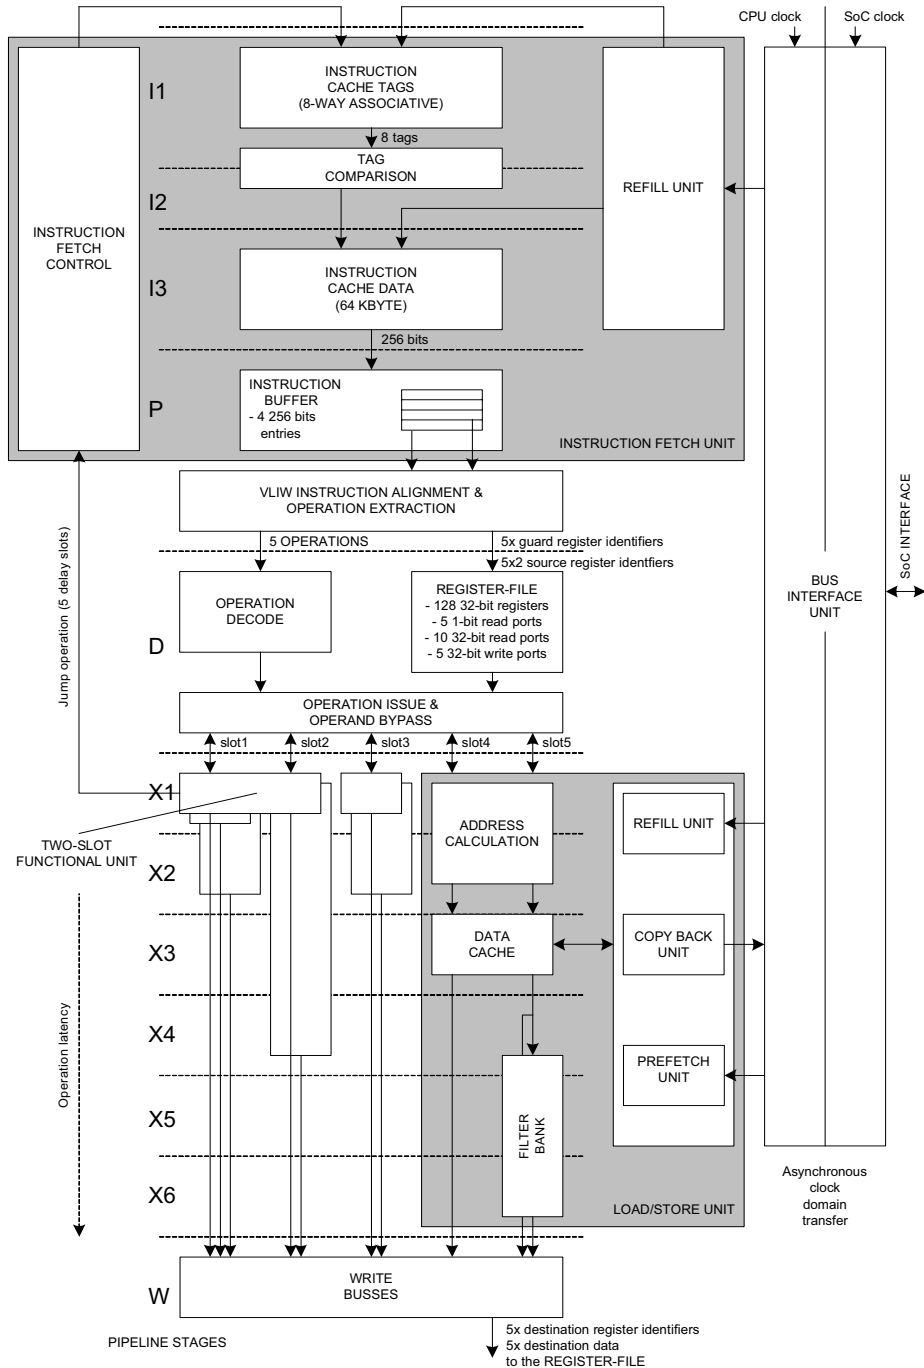 CPU clock
SoC clock
I1
INSTRUCTION
CACHE TAGS
(8-WAY ASSOCIATIVE)
8 tags
TAG
COMPARISON
I2
REFILL UNIT
INSTRUCTION
FETCH
CONTROL
I3
INSTRUCTION
CACHE DATA
(64 KBYTE)
256 bits
P
INSTRUCTION
BUFFER
- 4 256 bits
entries
INSTRUCTION FETCH UNIT
VLIW INSTRUCTION ALIGNMENT &
OPERATION EXTRACTION
5 OPERATIONS
5x guard register identifiers
5x2 source register identfiers
Jump operation (5 delay slots)
OPERATION
DECODE
REGISTER-FILE
- 128 32-bit registers
- 5 1-bit read ports
- 10 32-bit read ports
- 5 32-bit write ports
D
BUS
INTERFACE
UNIT
SoC INTERFACE
OPERATION ISSUE &
OPERAND BYPASS
slot1
slot2
slot3
slot4
slot5
X1
TWO-SLOT
FUNCTIONAL UNIT
ADDRESS
CALCULATION
REFILL UNIT
X2
X3
DATA
CACHE
COPY BACK
UNIT
Operation latency
X4
PREFETCH
UNIT
X5
FILTER
BANK
X6
LOAD/STORE UNIT
Asynchronous
clock
domain
transfer
W
WRITE
BUSSES
PIPELINE STAGES
5x destination register identifiers
5x destination data
to the REGISTER-FILE